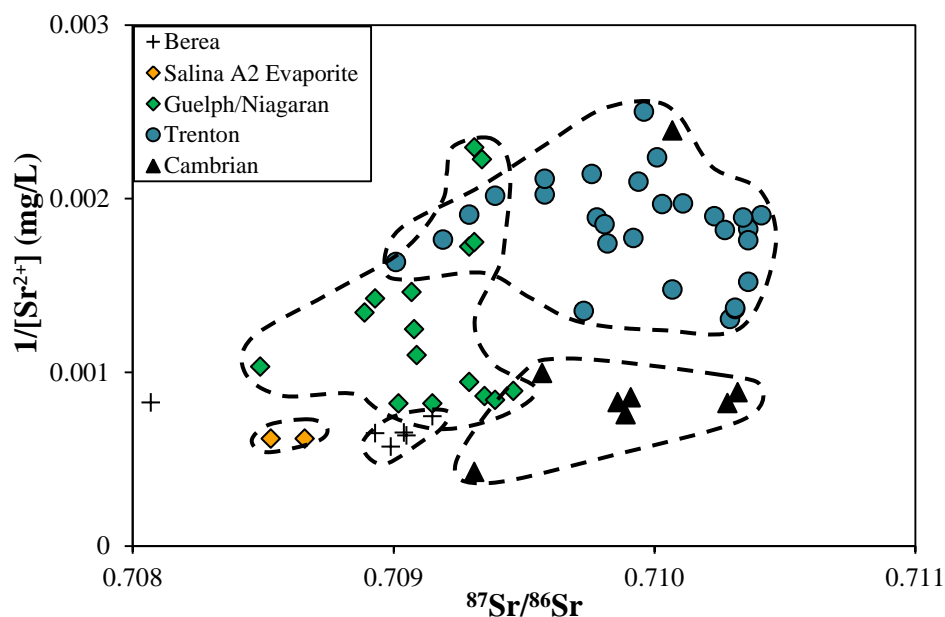 0.003
Berea
Salina A2 Evaporite
Guelph/Niagaran
Trenton
Cambrian
0.002
1/[Sr²⁺] (mg/L)
0.001
0
0.708
0.709
0.710
0.711
⁸⁷Sr/⁸⁶Sr